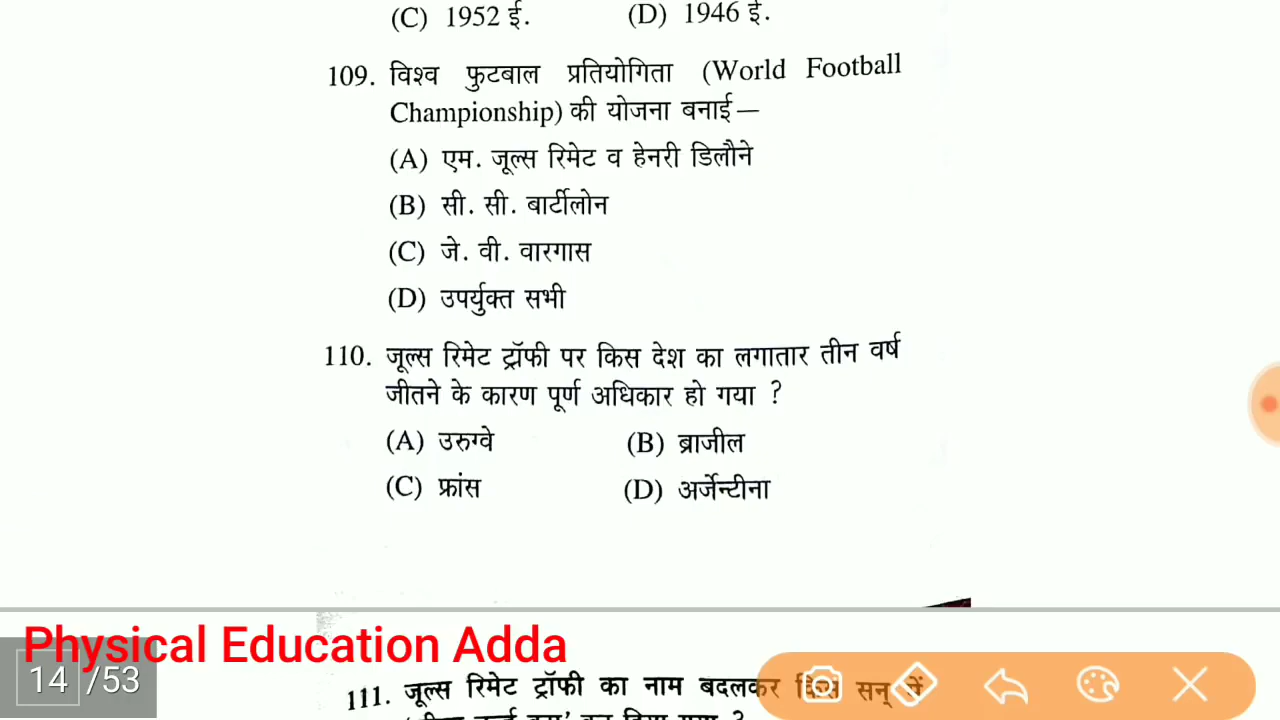 (C) 1952 ई. (D) 1946 ई.
109. विश्व फुटबाल प्रतियोगिता (World Football
Championship) की योजना बनाई—
(A) एम. जूल्स रिमेट व हेनरी डिलौने
(B) सी. सी. बार्टीलोन
(C) जे. वी. वारगास
(D) उपर्युक्त सभी
110. जूल्स रिमेट ट्रॉफी पर किस देश का लगातार तीन वर्ष
जीतने के कारण पूर्ण अधिकार हो गया ?
(A) उरुग्वे (B) ब्राजील
(C) फ्रांस (D) अर्जेन्टीना
Physical Education Adda
14 /53
111. जूल्स रिमेट ट्रॉफी का नाम बदलकर किस सन् में